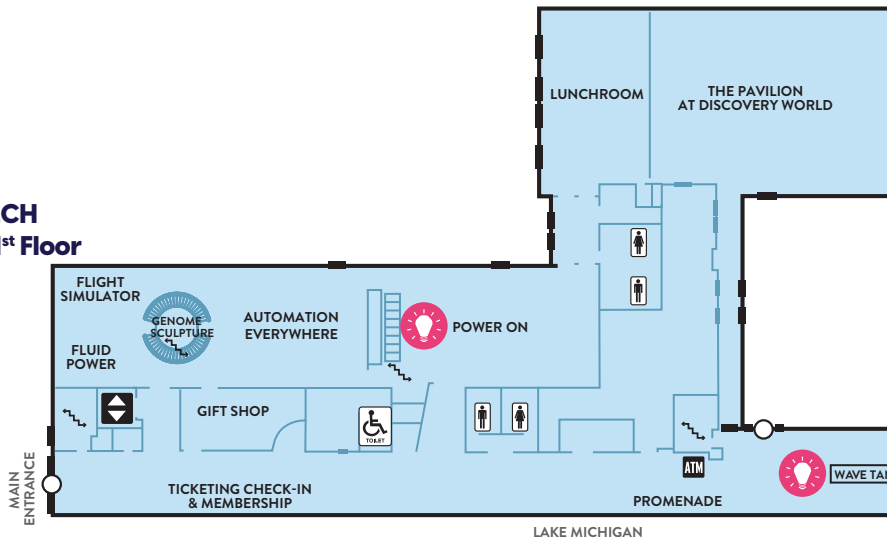 LUNCHROOM
THE PAVILION
AT DISCOVERY WORLD
CH
1st Floor
FLIGHT
SIMULATOR
GENOME
SCULPTURE
AUTOMATION
EVERYWHERE
POWER ON
FLUID
POWER
GIFT SHOP
TOILET
ATM
WAVE TA
MAIN
ENTRANCE
TICKETING CHECK-IN
& MEMBERSHIP
PROMENADE
LAKE MICHIGAN